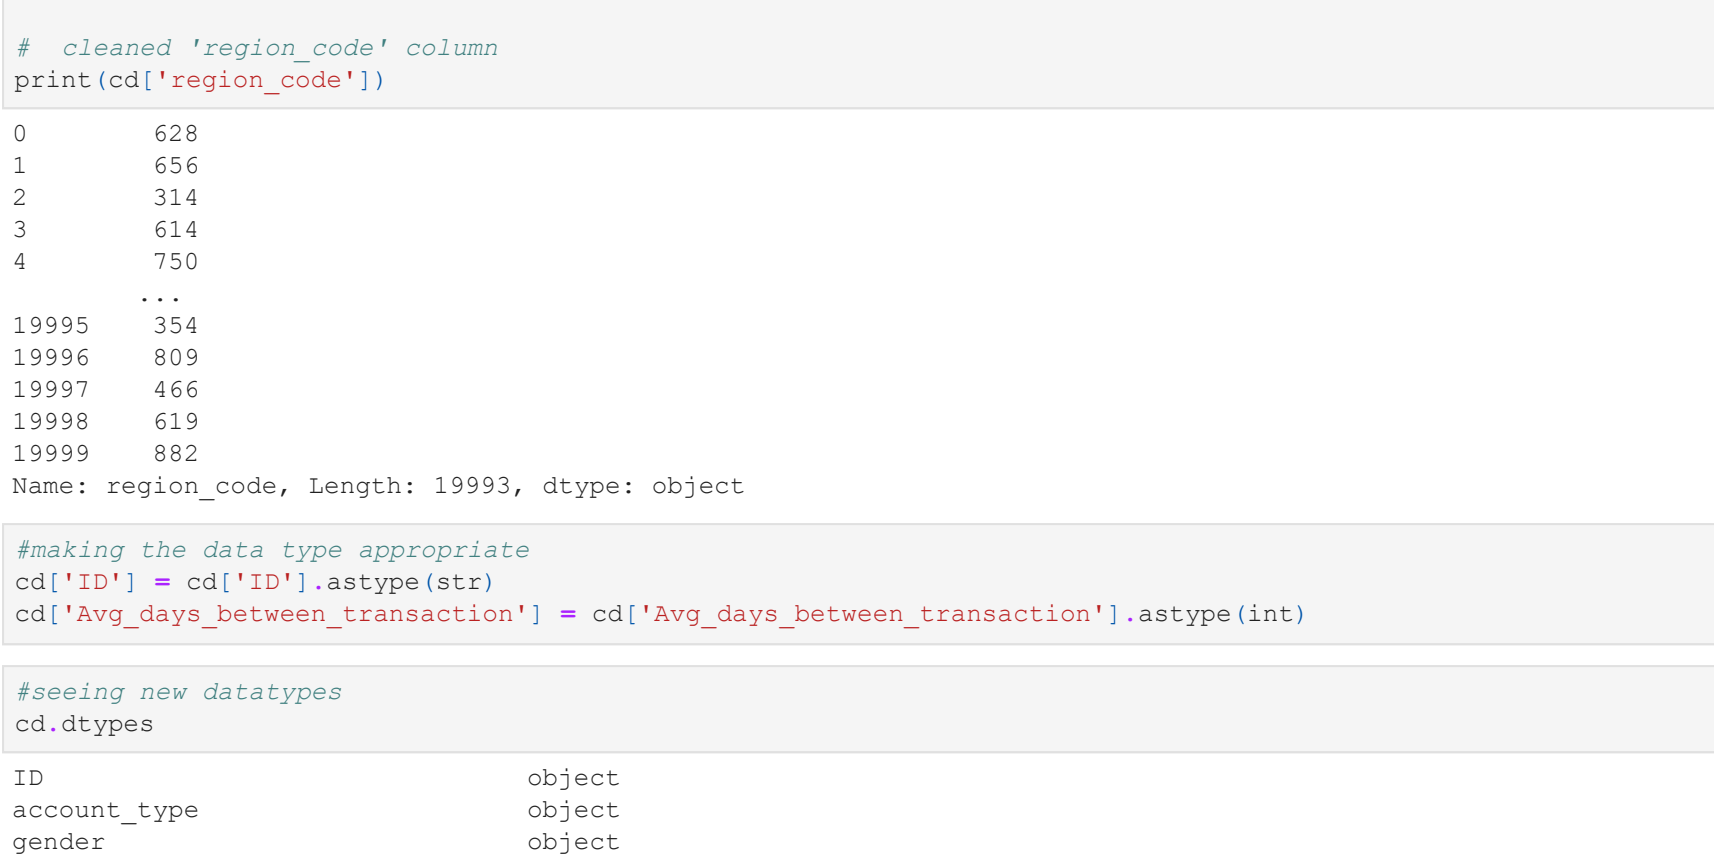 #  cleaned 'region_code' column
print(cd['region_code'])
0        628
1        656
2        314
3        614
4        750
        ...
19995    354
19996    809
19997    466
19998    619
19999    882
Name: region_code, Length: 19993, dtype: object
#making the data type appropriate
cd['ID'] = cd['ID'].astype(str)
cd['Avg_days_between_transaction'] = cd['Avg_days_between_transaction'].astype(int)
#seeing new datatypes
cd.dtypes
ID                               object
account_type                     object
gender                           object